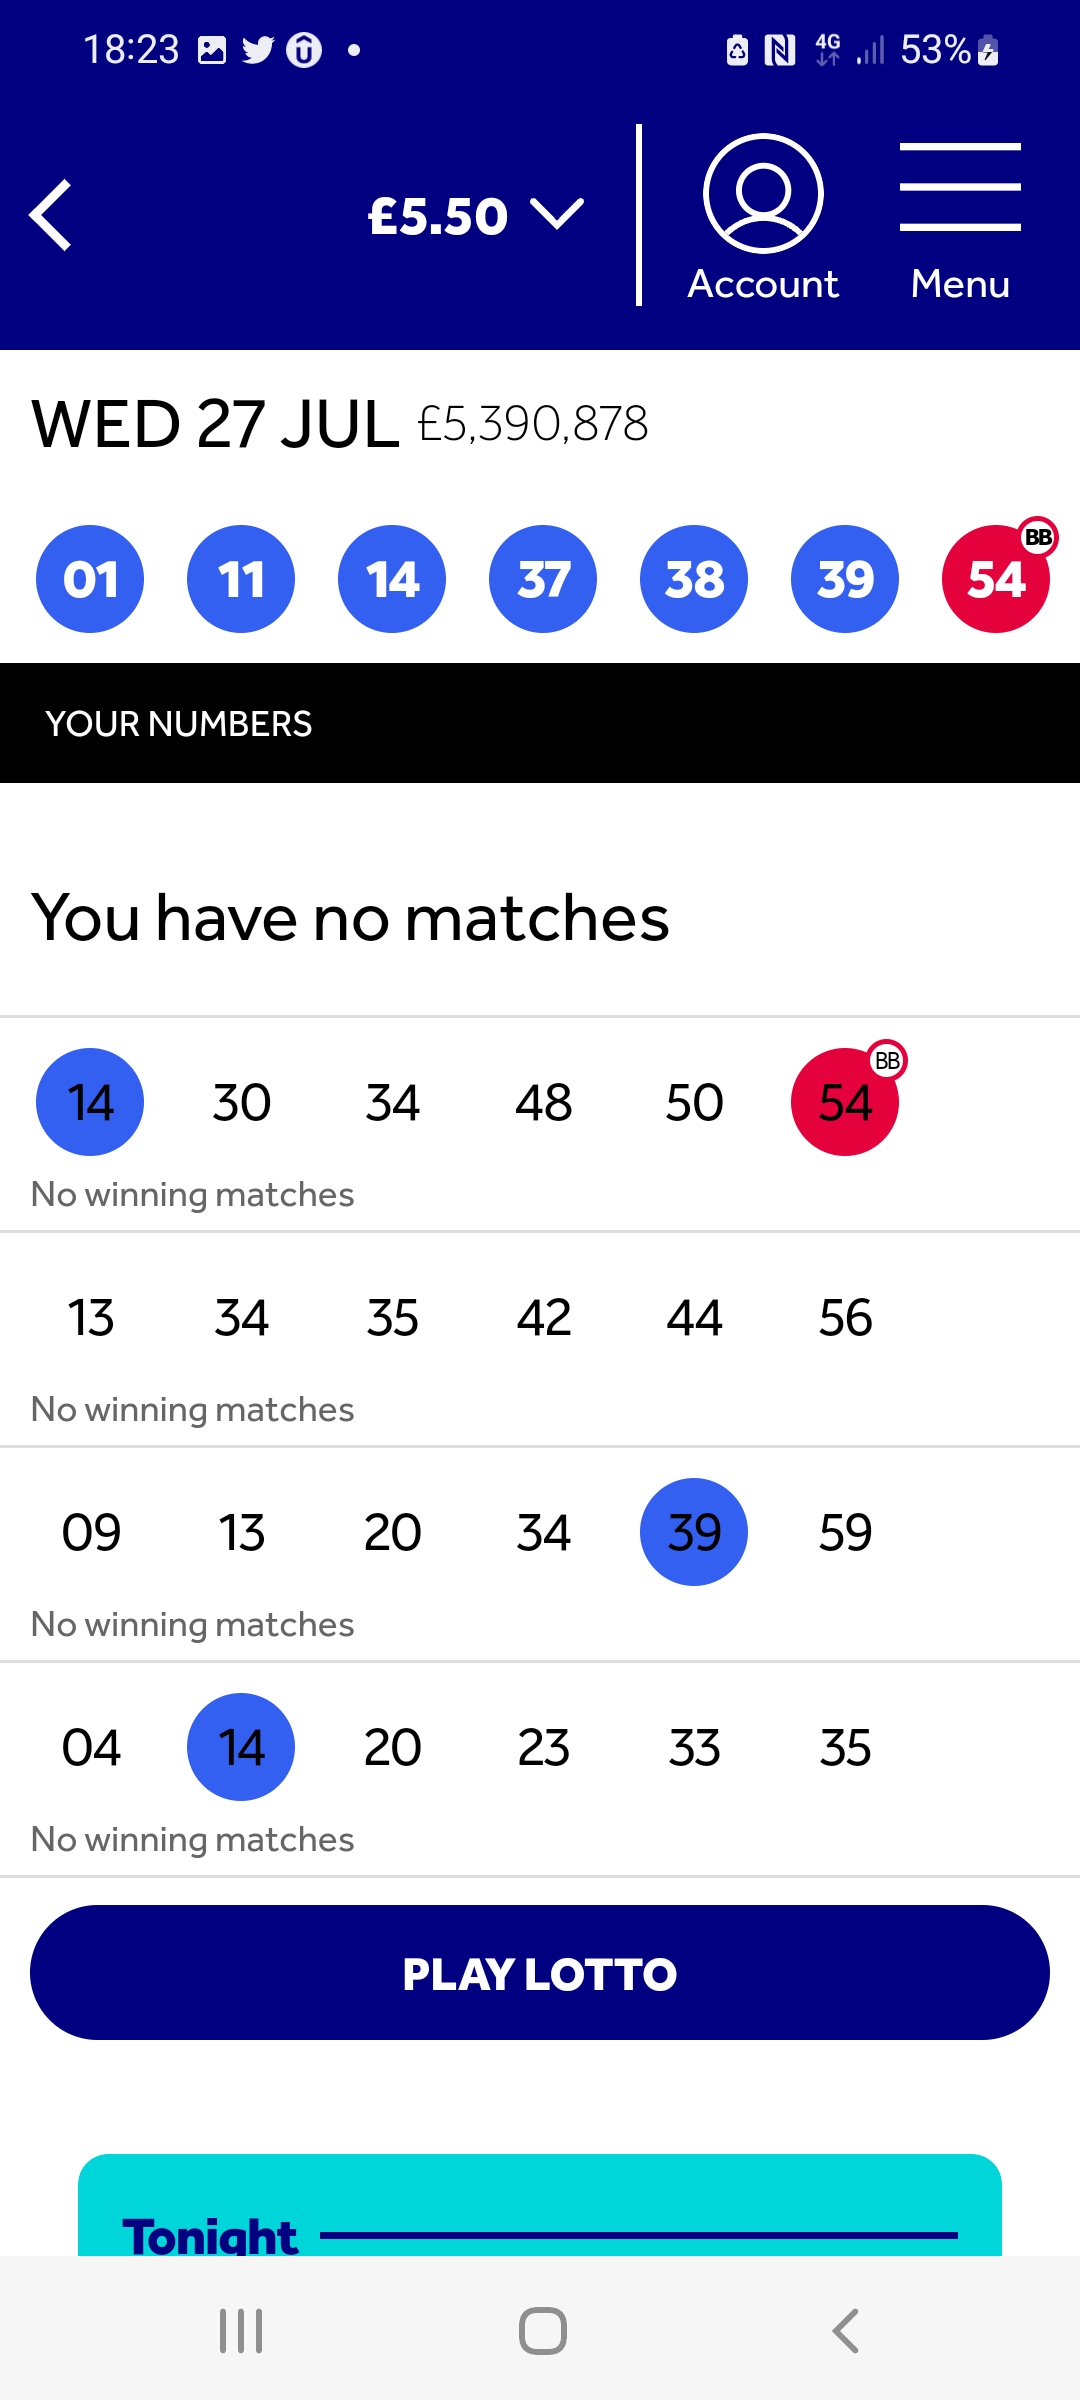 18:23 4G 53%
£5.50
Account Menu
WED 27 JUL £5,390,878
BB
01 11 14 37 38 39 54
YOUR NUMBERS
You have no matches
BB
14 30 34 48 50 54
No winning matches
13 34 35 42 44 56
No winning matches
09 13 20 34 39 59
No winning matches
04 14 20 23 33 35
No winning matches
PLAY LOTTO
Tonight